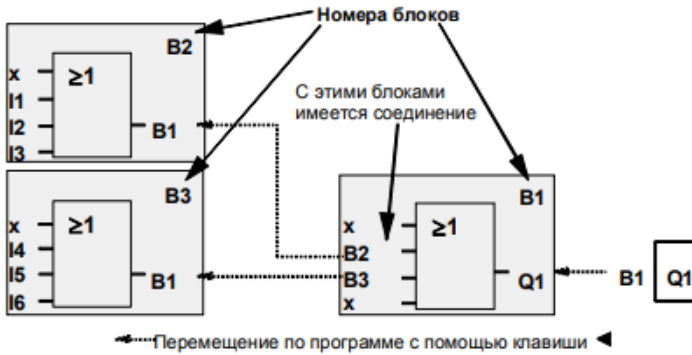 Номера блоков
B2
x
≥1
I1
I2
B1
I3
С этими блоками
имеется соединение
B3
x
≥1
I4
I5
B1
I6
B1
x
≥1
B2
B3
Q1
x
B1
Q1
Перемещение по программе с помощью клавиши ◄